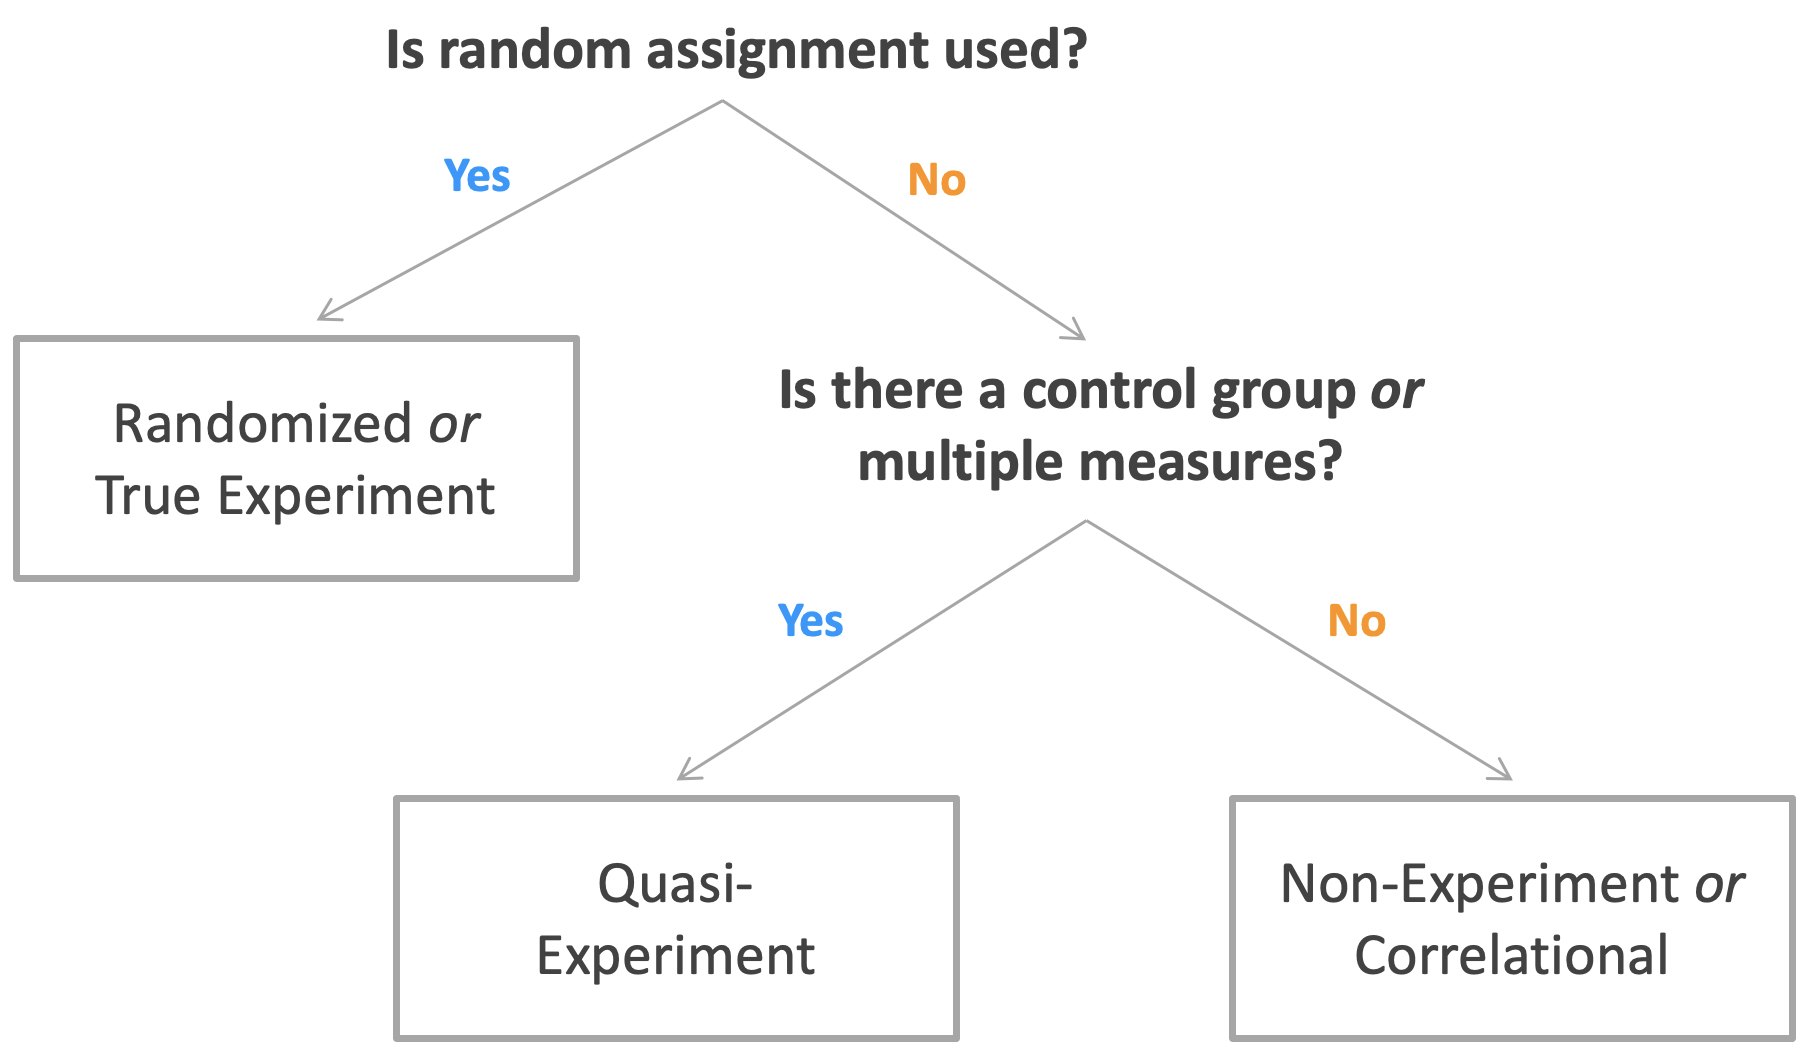 Is random assignment used?
Yes
No
Randomized or
True Experiment
Is there a control group or
multiple measures?
Yes
No
Quasi-
Experiment
Non-Experiment or
Correlational